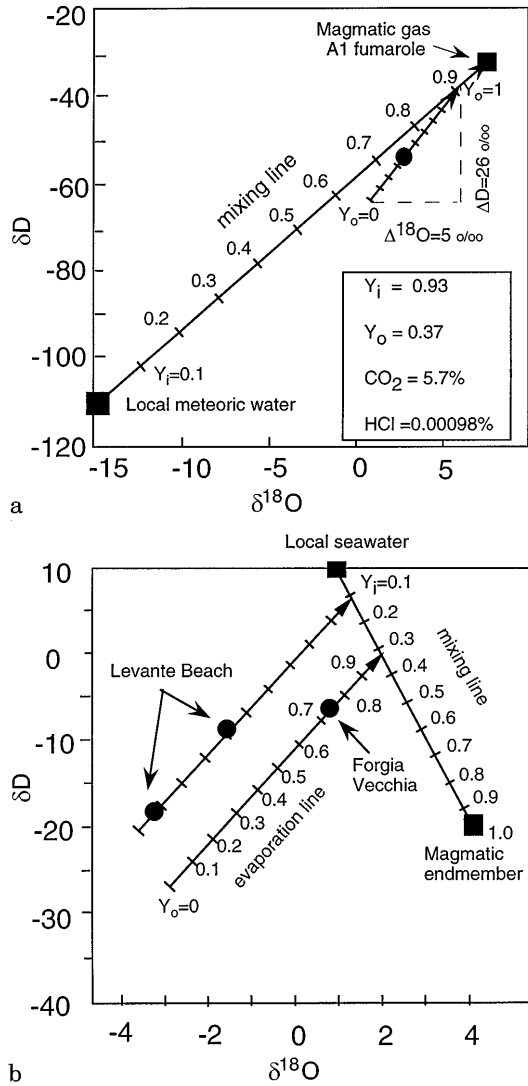 -20
-40
-60
-80
-100
-120
δD
-15
-10
-5
0
5
δ18O
Magmatic gas
A1 fumarole
0.9
Yo=1
0.8
0.7
0.6
0.5
0.4
0.3
0.2
Yi=0.1
mixing line
Yo=0
ΔD=26 o/oo
Δ18O=5 o/oo
Local meteoric water
Yi = 0.93
Yo = 0.37
CO2 = 5.7%
HCl =0.00098%
a
Local seawater
10
0
-10
-20
-30
-40
δD
Yi=0.1
0.2
0.3
0.4
0.5
0.6
0.7
0.8
0.9
1.0
mixing line
Levante Beach
0.9
0.8
0.7
0.6
0.5
0.4
0.3
0.2
0.1
Yo=0
evaporation line
Forgia
Vecchia
Magmatic
endmember
-4
-2
0
2
4
δ18O
b